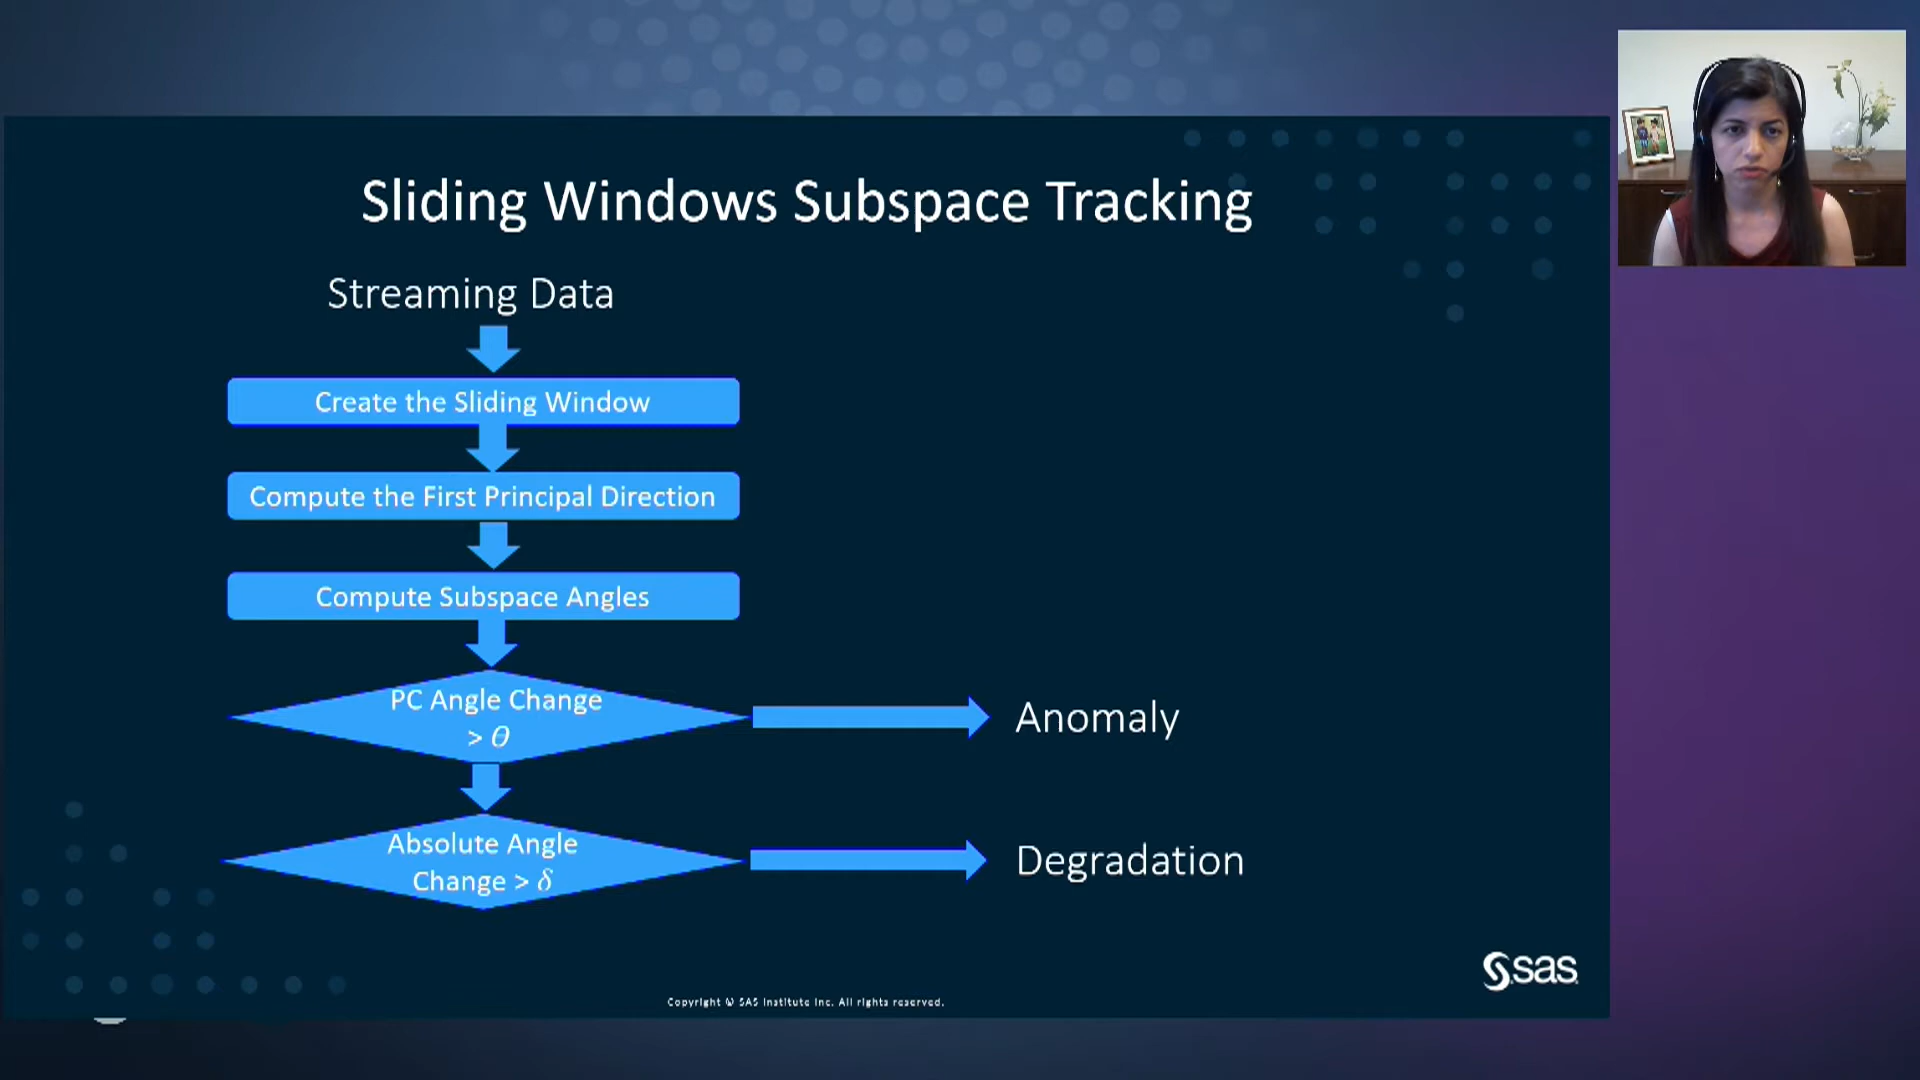 Sliding Windows Subspace Tracking
Streaming Data
Create the Sliding Window
Compute the First Principal Direction
Compute Subspace Angles
PC Angle Change
> Θ
Anomaly
Absolute Angle
Change > δ
Degradation
sas
Copyright © SAS Institute Inc. All rights reserved.